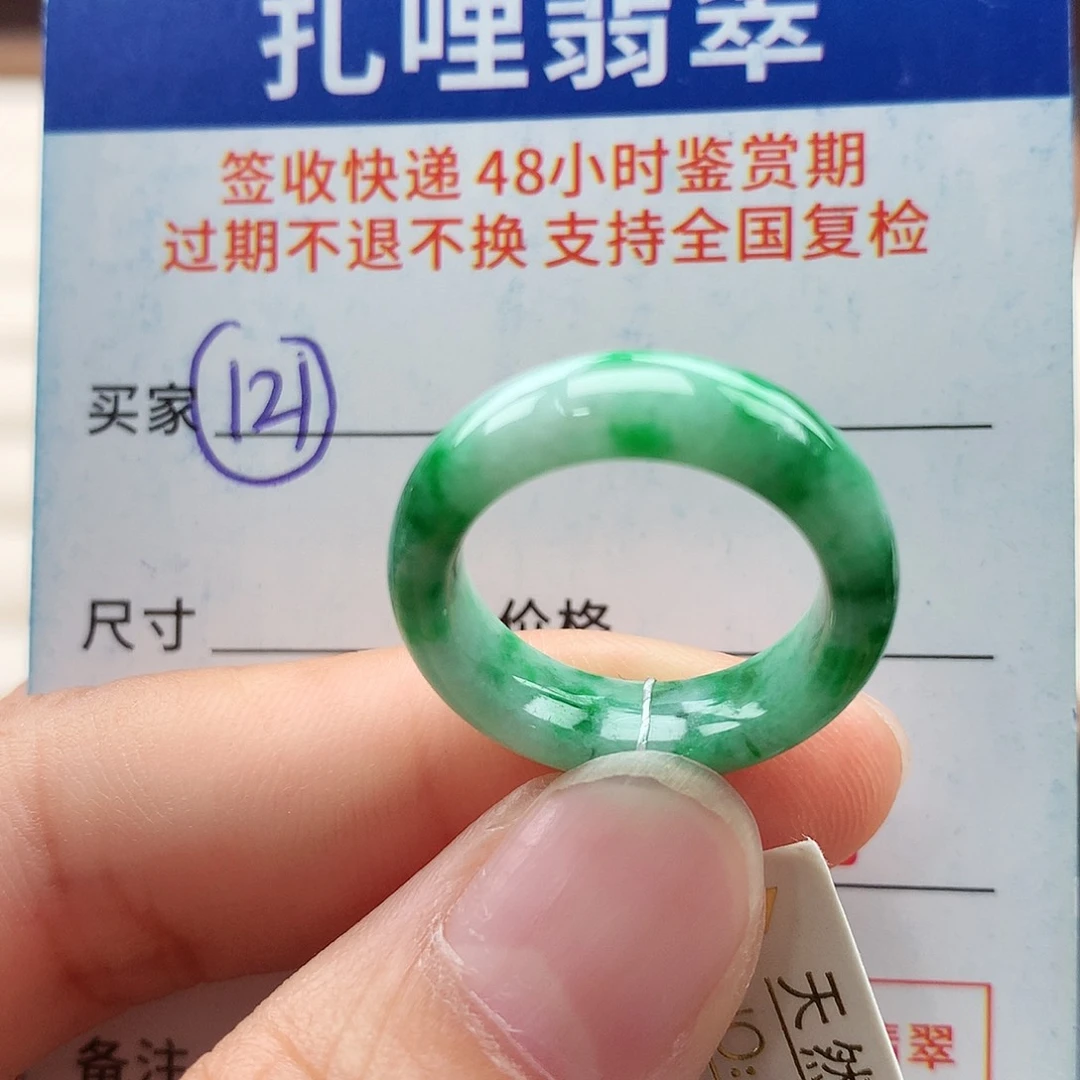 扎哩翡翠
签收快递 48小时鉴赏期
过期不退不换 支持全国复检
买家 121
尺寸 价格
天然
NO:
翡翠
备注